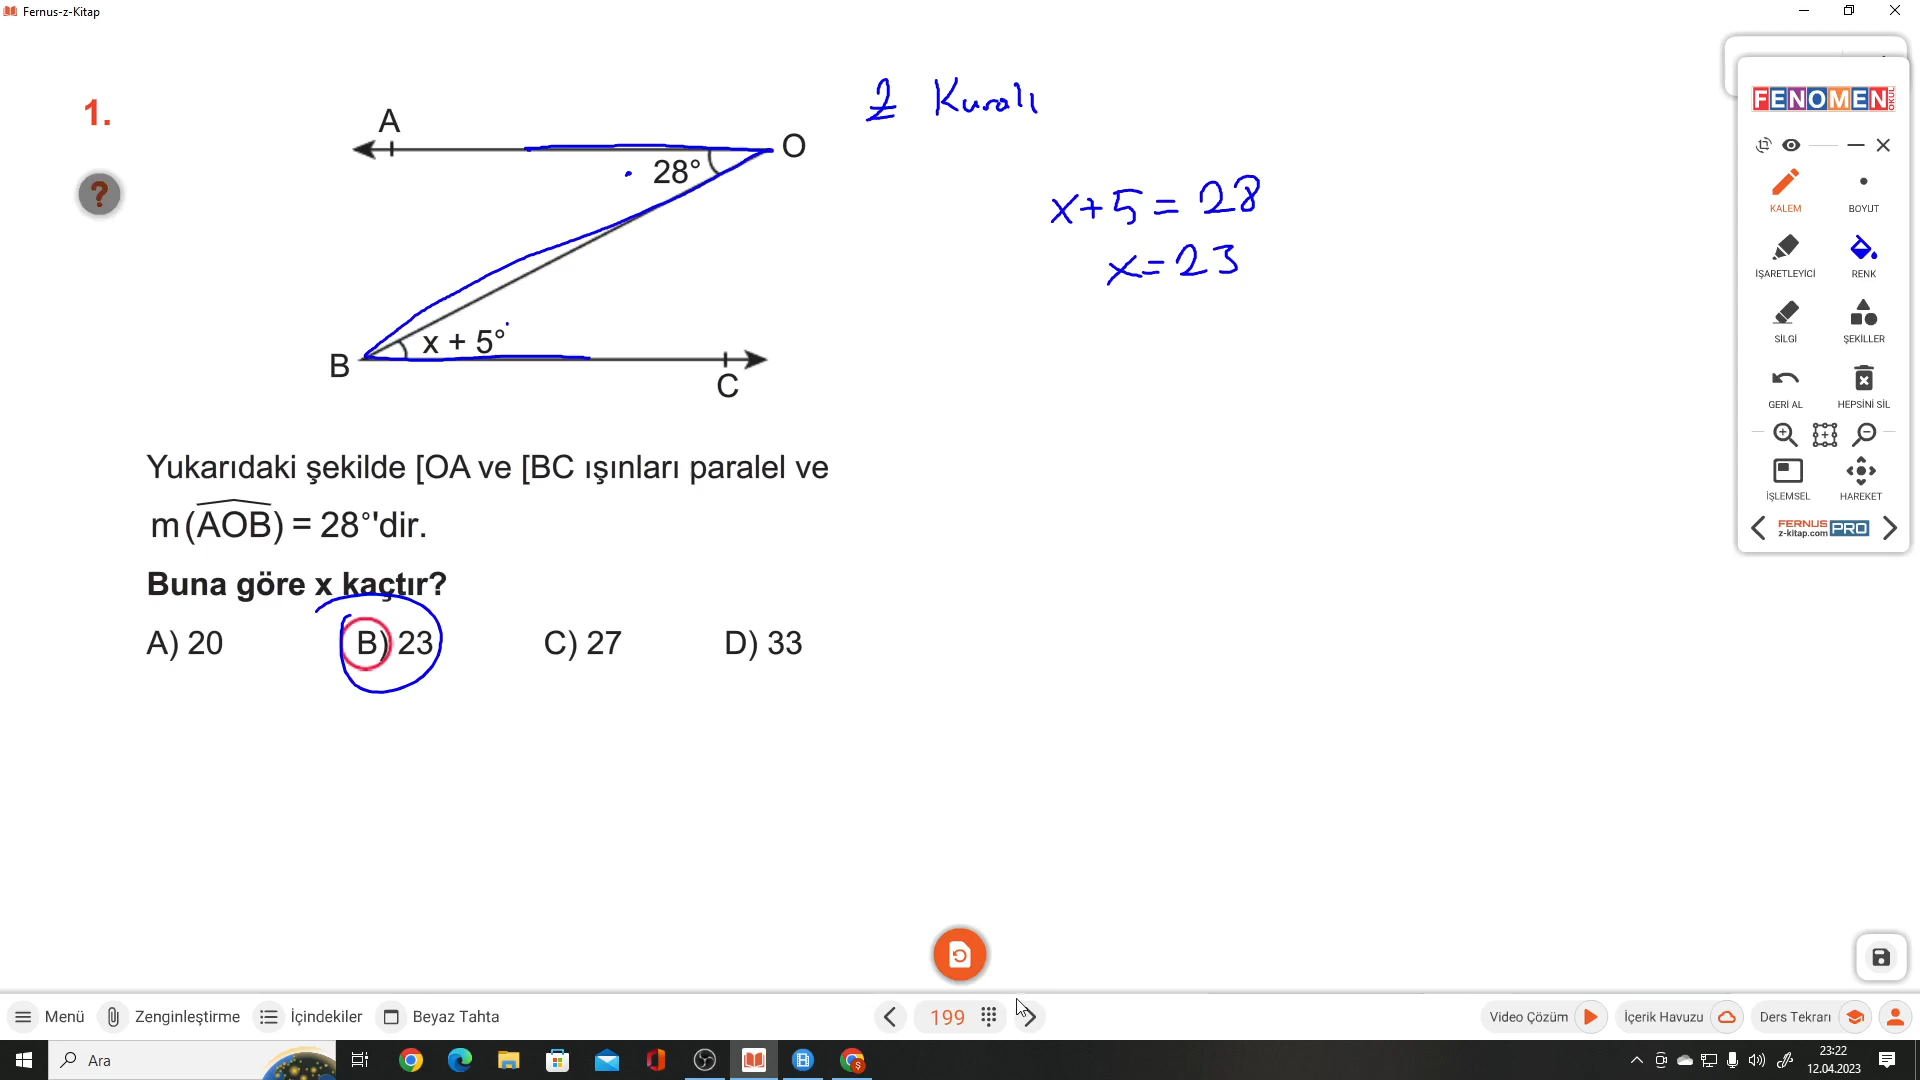 Fernus-z-Kitap
1.
A
O
28°
x + 5°
B
C
Z Kuralı
x+5 = 28
x = 23
Yukarıdaki şekilde [OA ve [BC ışınları paralel ve
m(AOB) = 28°'dir.
Buna göre x kaçtır?
A) 20 B) 23 C) 27 D) 33
?
FENOMEN OKUL
KALEM BOYUT
İŞARETLEYİCİ RENK
SİLGİ ŞEKİLLER
GERİ AL HEPSİNİ SİL
İŞLEMSEL HAREKET
FERNUS z-kitap.com PRO
Menü Zenginleştirme İçindekiler Beyaz Tahta 199 Video Çözüm İçerik Havuzu Ders Tekrarı
Ara
23:22
12.04.2023